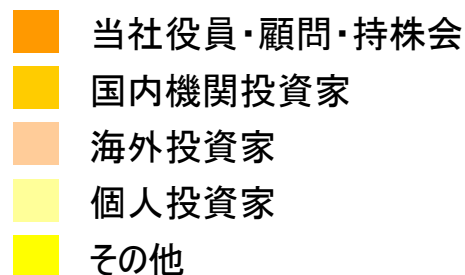 当社役員・顧問・持株会
国内機関投資家
海外投資家
個人投資家
その他